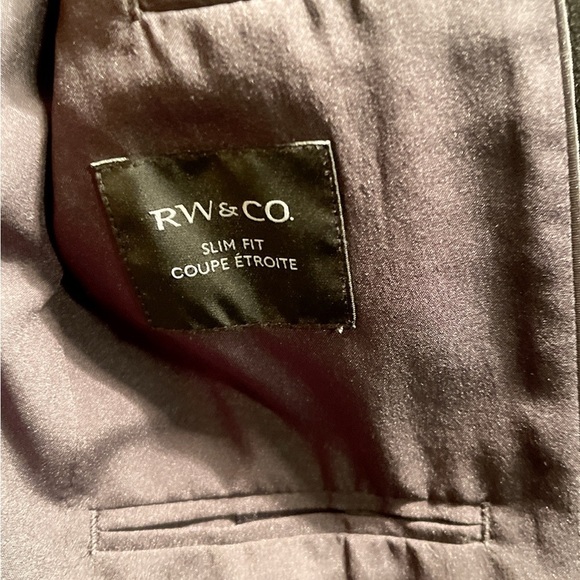 RW&CO.
SLIM FIT
COUPE ÉTROITE